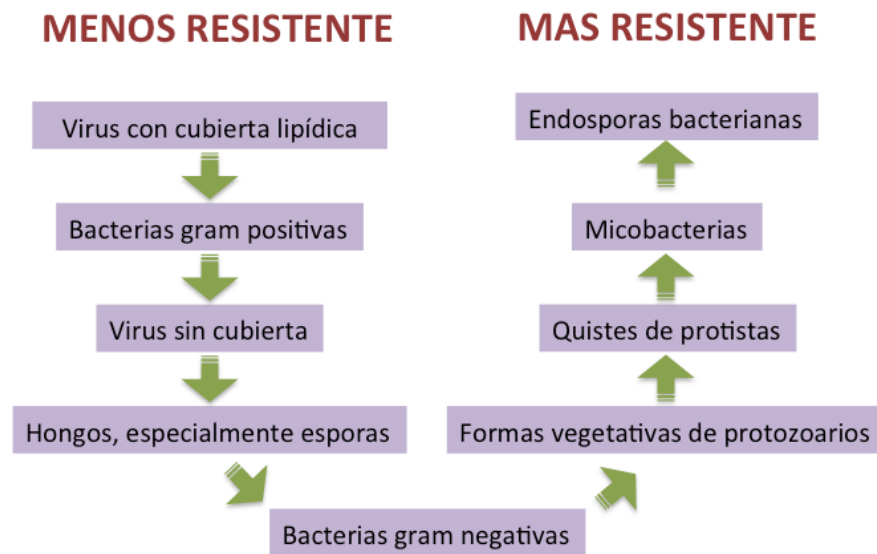 MENOS RESISTENTE
Virus con cubierta lipídica
Bacterias gram positivas
Virus sin cubierta
Hongos, especialmente esporas
Bacterias gram negativas
MAS RESISTENTE
Endosporas bacterianas
Micobacterias
Quistes de protistas
Formas vegetativas de protozoarios